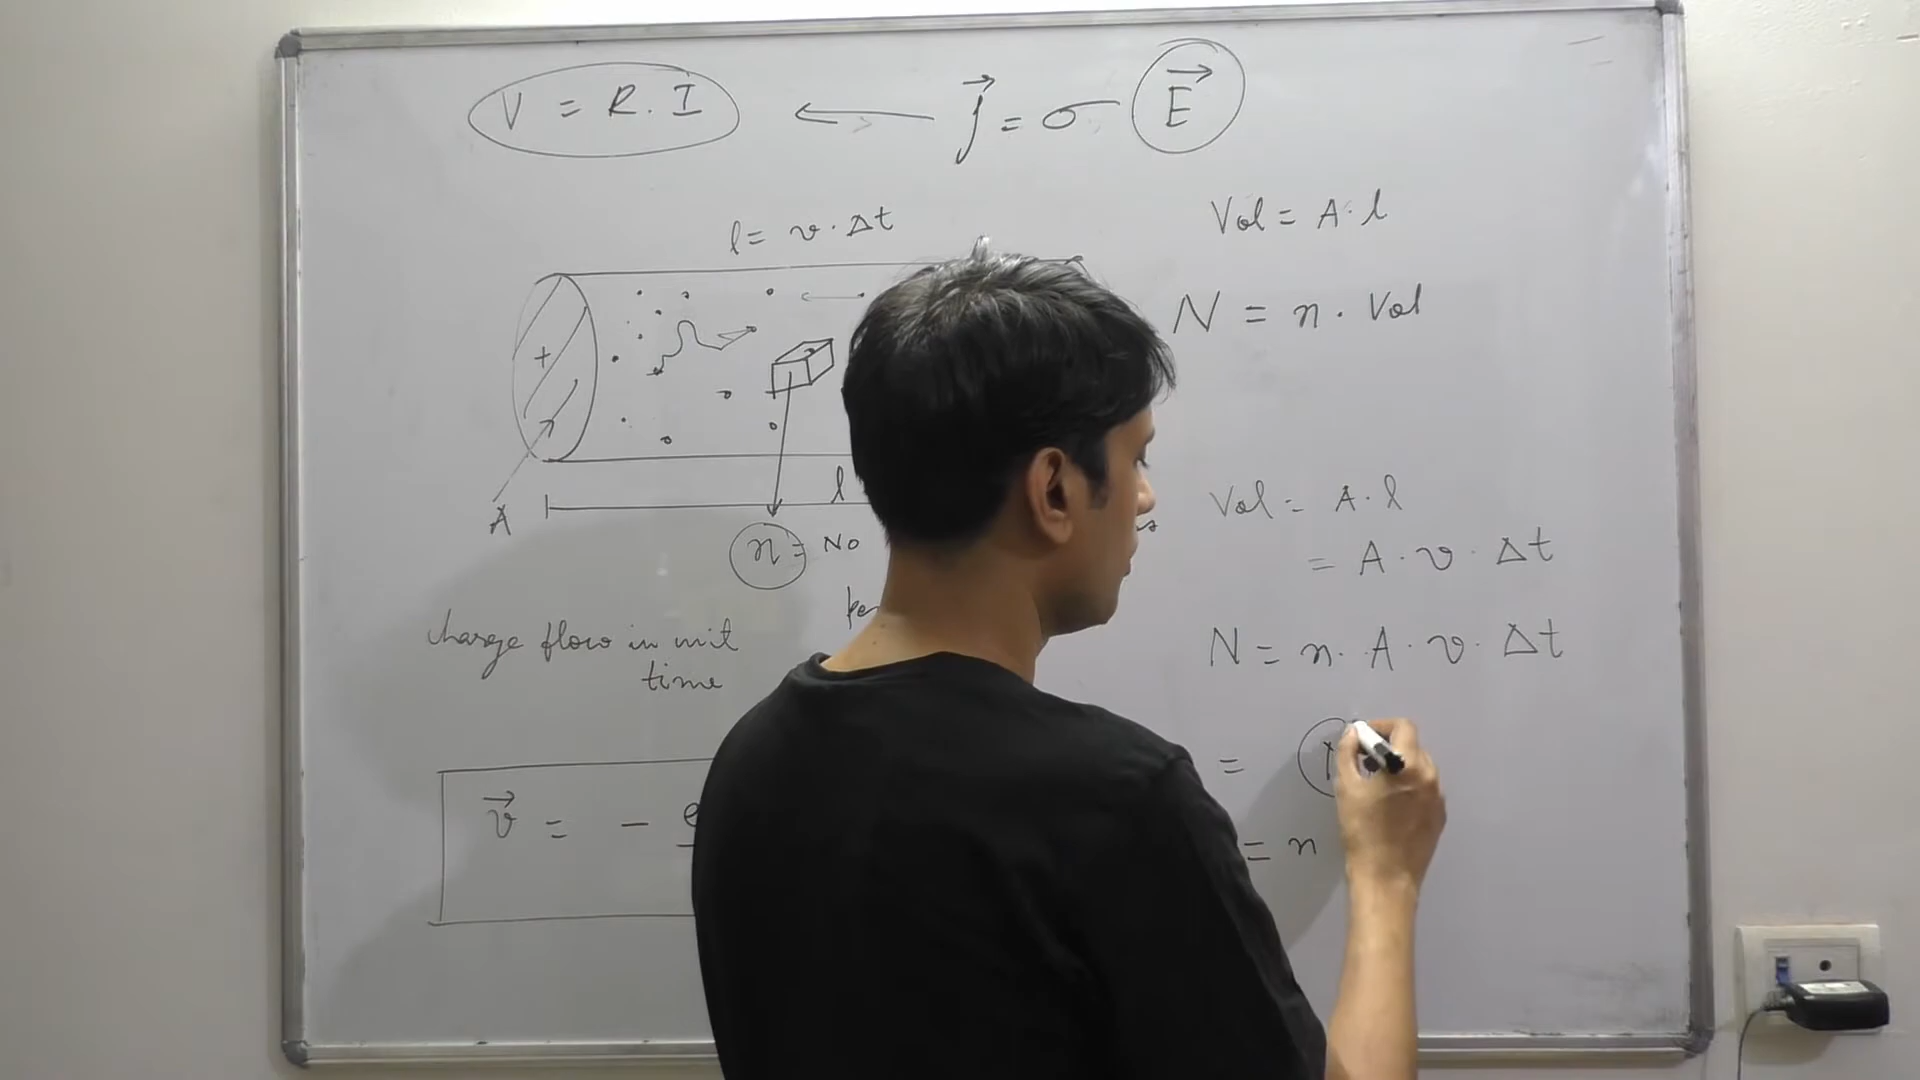 V = R. I ← j⃗ = σ E⃗
l = v · Δt
Vol = A · l
N = n · Vol
+
A
l
n = No
Vol = A · l
= A · v · Δt
charge flow in unit
time
N = n · A · v · Δt
=
v⃗ = - e
= n